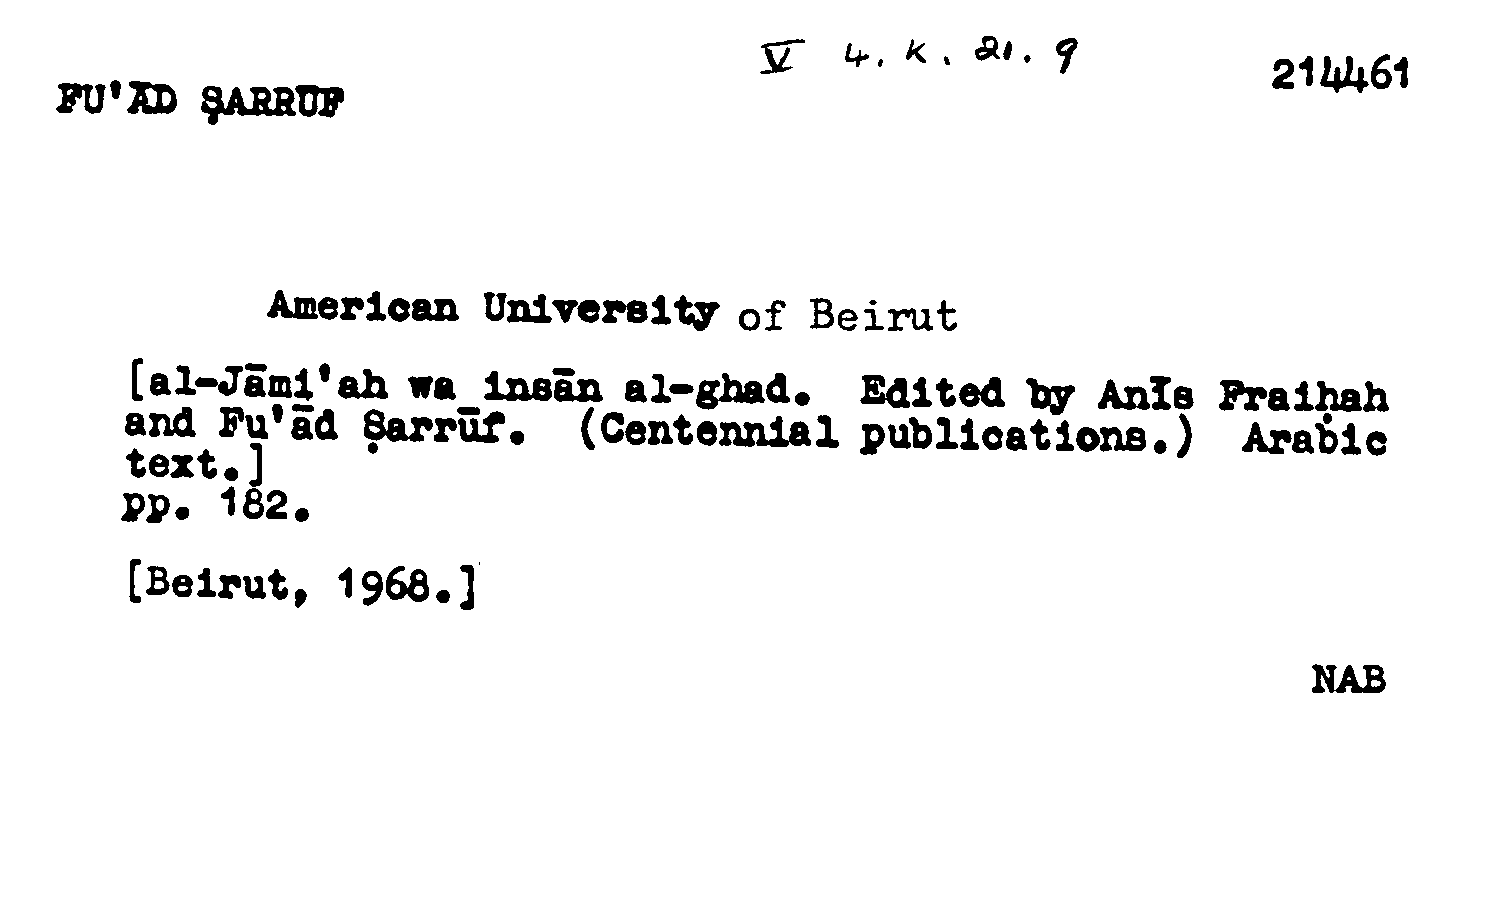 V 4. K. 21. 9
214461
FU'ĀD ṢARRŪF
American University of Beirut
[al-Jāmi'ah wa insān al-ghad. Edited by Anīs Fraiḥah
and Fu'ād Ṣarrūf. (Centennial publications.) Arabic
text.]
pp. 182.
[Beirut, 1968.]
NAB